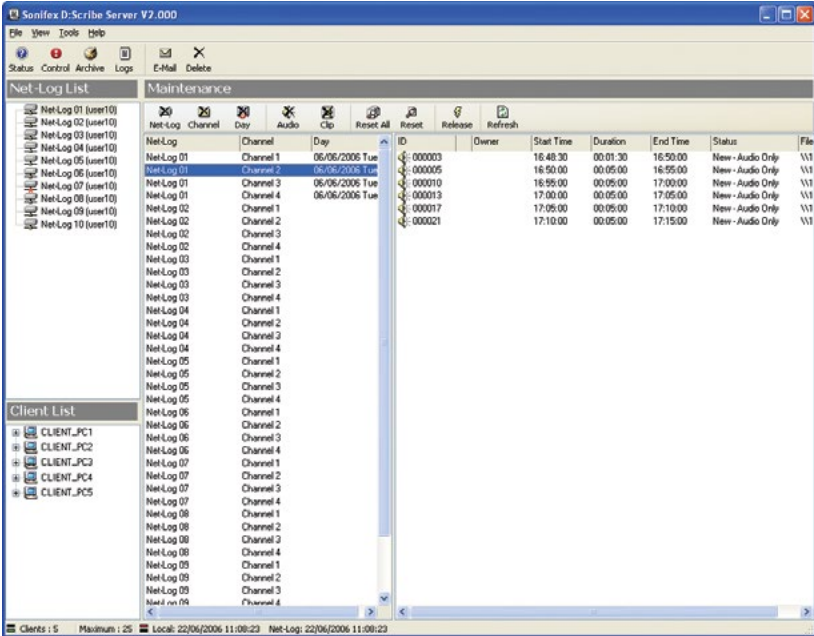 Sonifex D:Scribe Server V2.000
File View Tools Help
Status Control Archive Logs E-Mail Delete
Net-Log List
Net-Log 01 (user10)
Net-Log 02 (user10)
Net-Log 03 (user10)
Net-Log 04 (user10)
Net-Log 05 (user10)
Net-Log 06 (user10)
Net-Log 07 (user10)
Net-Log 08 (user10)
Net-Log 09 (user10)
Net-Log 10 (user10)
Client List
CLIENT_PC1
CLIENT_PC2
CLIENT_PC3
CLIENT_PC4
CLIENT_PC5
Maintenance
Net-Log Channel Day Audio Clip Reset All Reset Release Refresh
Net-Log Channel Day
Net-Log 01 Channel 1 06/06/2006 Tue
Net-Log 01 Channel 2 06/06/2006 Tue
Net-Log 01 Channel 3 06/06/2006 Tue
Net-Log 01 Channel 4 06/06/2006 Tue
Net-Log 02 Channel 1
Net-Log 02 Channel 2
Net-Log 02 Channel 3
Net-Log 02 Channel 4
Net-Log 03 Channel 1
Net-Log 03 Channel 2
Net-Log 03 Channel 3
Net-Log 03 Channel 4
Net-Log 04 Channel 1
Net-Log 04 Channel 2
Net-Log 04 Channel 3
Net-Log 04 Channel 4
Net-Log 05 Channel 1
Net-Log 05 Channel 2
Net-Log 05 Channel 3
Net-Log 05 Channel 4
Net-Log 06 Channel 1
Net-Log 06 Channel 2
Net-Log 06 Channel 3
Net-Log 06 Channel 4
Net-Log 07 Channel 1
Net-Log 07 Channel 2
Net-Log 07 Channel 3
Net-Log 07 Channel 4
Net-Log 08 Channel 1
Net-Log 08 Channel 2
Net-Log 08 Channel 3
Net-Log 08 Channel 4
Net-Log 09 Channel 1
Net-Log 09 Channel 2
Net-Log 09 Channel 3
Net-Log 09 Channel 4
ID Owner Start Time Duration End Time Status File
000003 16:48:30 00:01:30 16:50:00 New - Audio Only \\1
000005 16:50:00 00:05:00 16:55:00 New - Audio Only \\1
000010 16:55:00 00:05:00 17:00:00 New - Audio Only \\1
000013 17:00:00 00:05:00 17:05:00 New - Audio Only \\1
000017 17:05:00 00:05:00 17:10:00 New - Audio Only \\1
000021 17:10:00 00:05:00 17:15:00 New - Audio Only \\1
Clients : 5 Maximum : 25 Local: 22/06/2006 11:08:23 Net-Log: 22/06/2006 11:08:23